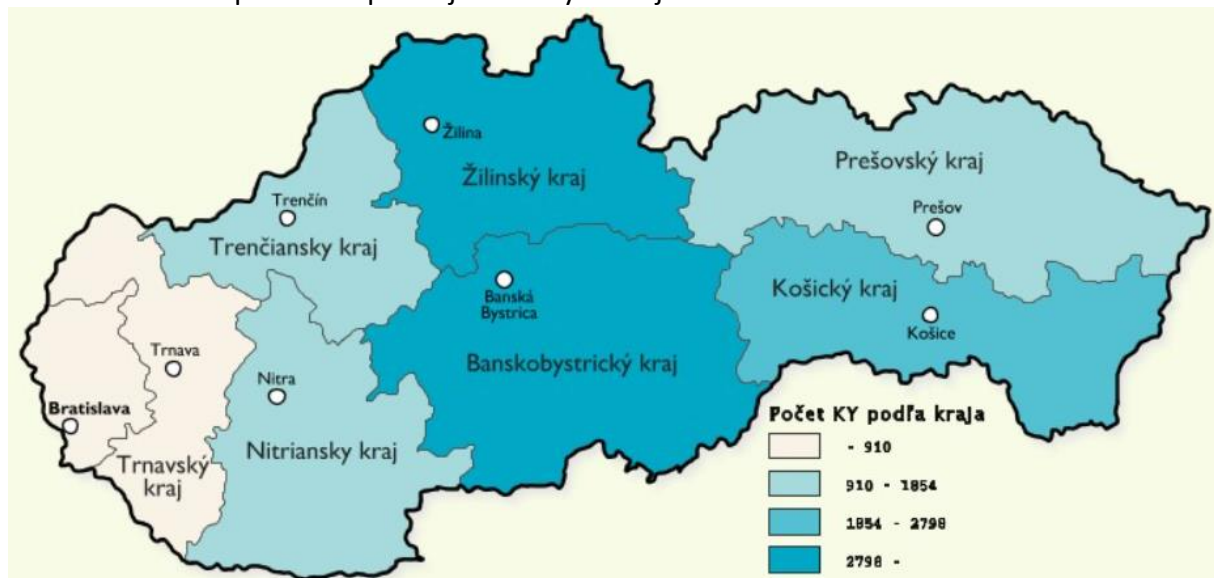 Žilina
Žilinský kraj
Prešovský kraj
Prešov
Trenčín
Trenčiansky kraj
Banská
Bystrica
Košický kraj
Košice
Trnava
Banskobystrický kraj
Nitra
Bratislava
Nitriansky kraj
Trnavský
kraj
Počet KY podľa kraja
- 910
910 - 1854
1854 - 2798
2798 -